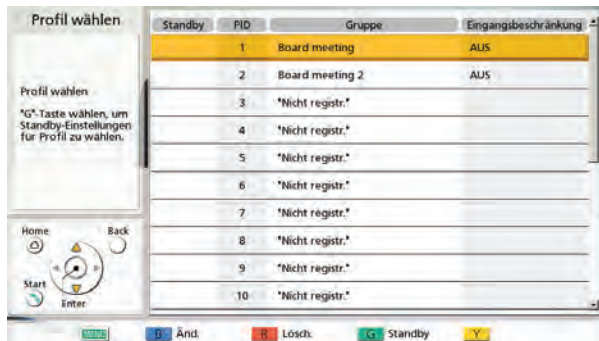 Profil wählen
Profil wählen
"G"-Taste wählen, um
Standby-Einstellungen
für Profil zu wählen.
Home
Back
Start
Enter
Standby PID Gruppe Eingangsbeschränkung
1 Board meeting AUS
2 Board meeting 2 AUS
3 "Nicht registr."
4 "Nicht registr."
5 "Nicht registr."
6 "Nicht registr."
7 "Nicht registr."
8 "Nicht registr."
9 "Nicht registr."
10 "Nicht registr."
MENU B Änd. R Lösch. G Standby Y